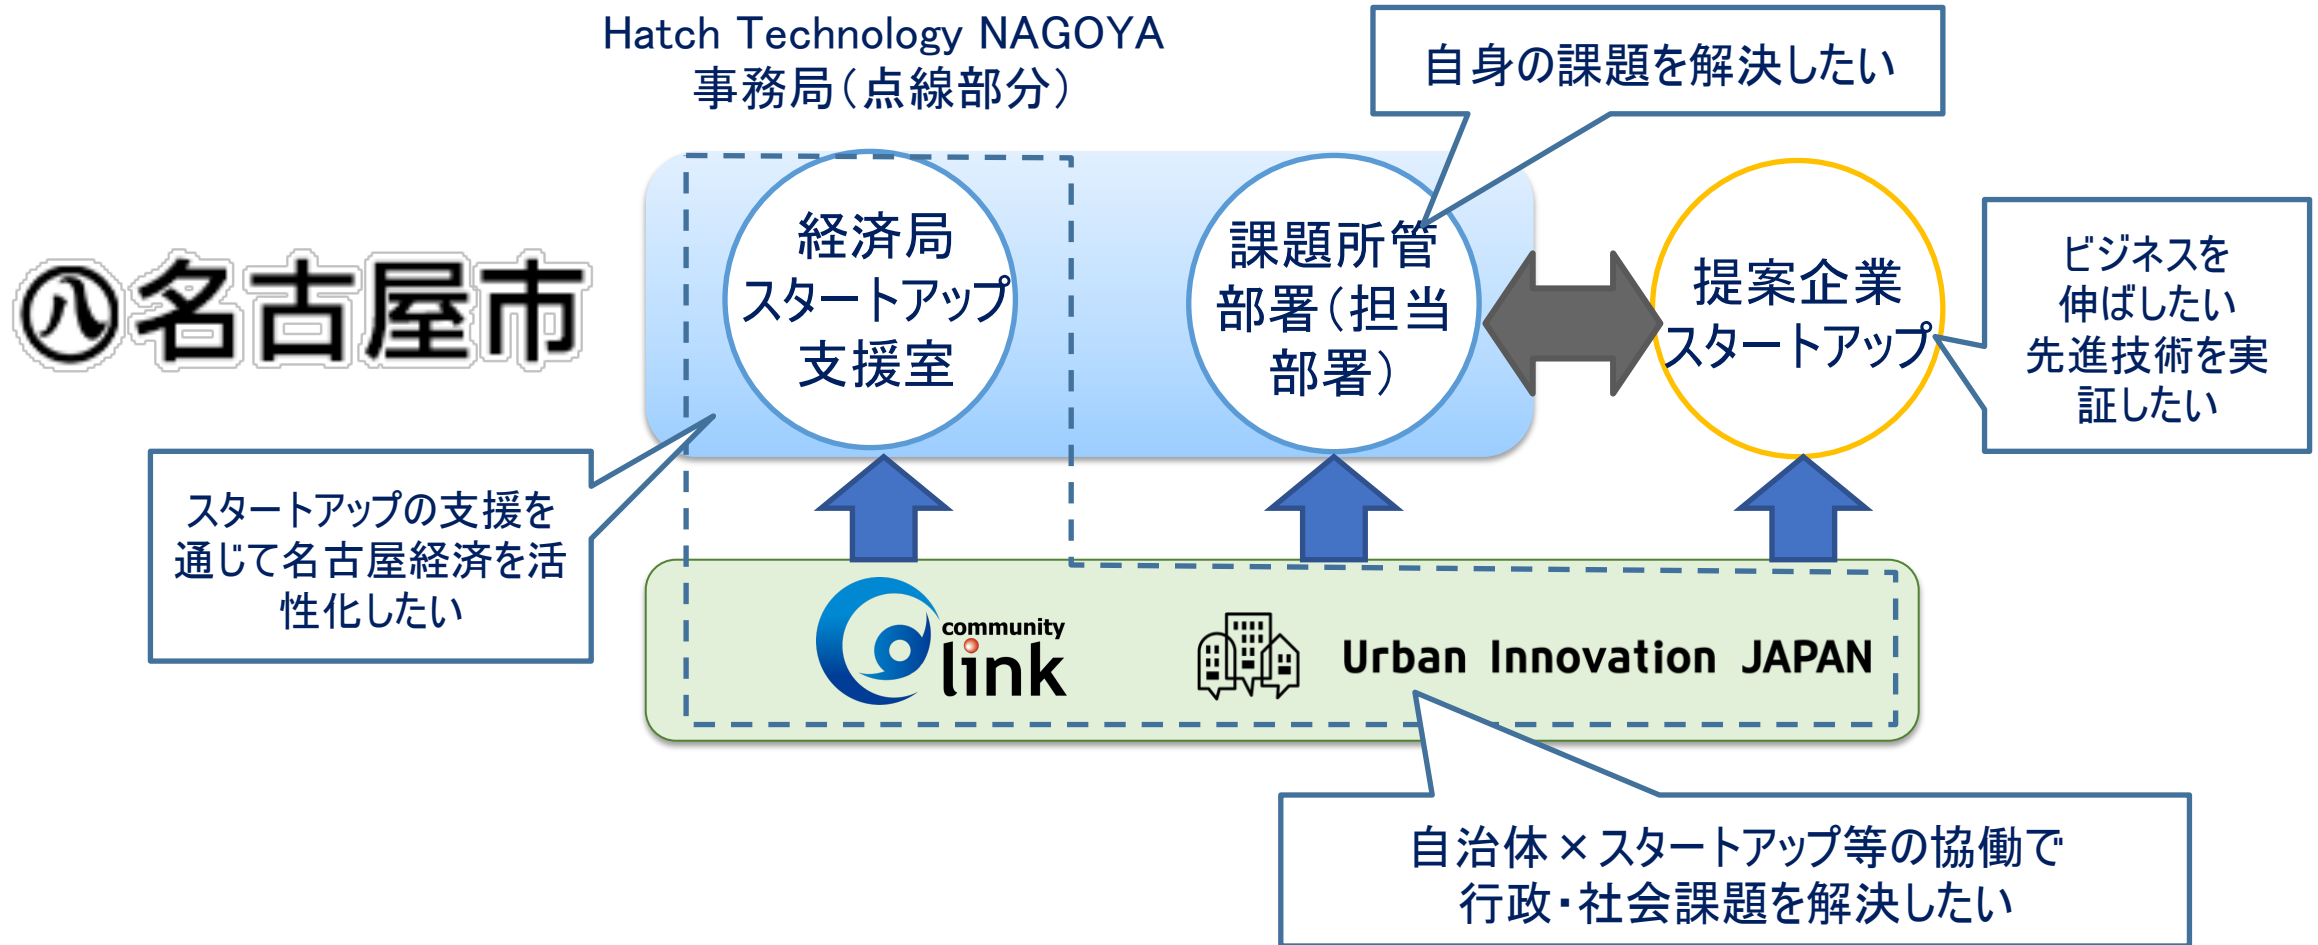 Hatch Technology NAGOYA
事務局（点線部分）
自身の課題を解決したい
㊇名古屋市
経済局
スタートアップ
支援室
課題所管
部署（担当
部署）
提案企業
スタートアップ
ビジネスを
伸ばしたい
先進技術を実
証したい
スタートアップの支援を
通じて名古屋経済を活
性化したい
community
link
Urban Innovation JAPAN
自治体×スタートアップ等の協働で
行政・社会課題を解決したい